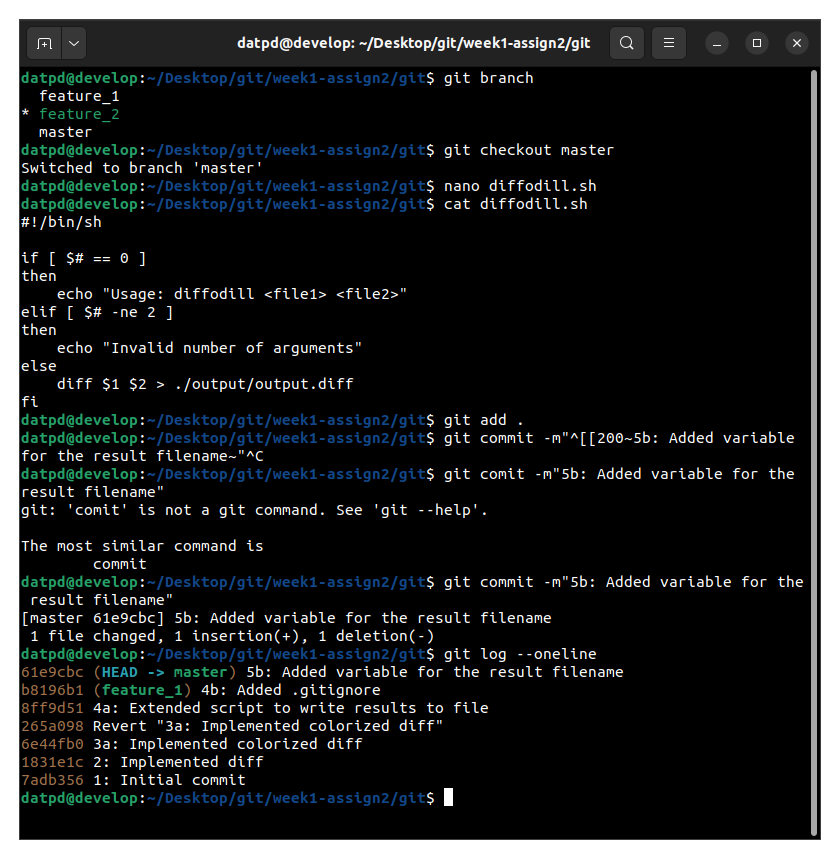 datpd@develop: ~/Desktop/git/week1-assign2/git
datpd@develop:~/Desktop/git/week1-assign2/git$ git branch
  feature_1
* feature_2
  master
datpd@develop:~/Desktop/git/week1-assign2/git$ git checkout master
Switched to branch 'master'
datpd@develop:~/Desktop/git/week1-assign2/git$ nano diffodill.sh
datpd@develop:~/Desktop/git/week1-assign2/git$ cat diffodill.sh
#!/bin/sh

if [ $# == 0 ]
then
    echo "Usage: diffodill <file1> <file2>"
elif [ $# -ne 2 ]
then
    echo "Invalid number of arguments"
else
    diff $1 $2 > ./output/output.diff
fi
datpd@develop:~/Desktop/git/week1-assign2/git$ git add .
datpd@develop:~/Desktop/git/week1-assign2/git$ git commit -m"^[[200~5b: Added variable
for the result filename~"^C
datpd@develop:~/Desktop/git/week1-assign2/git$ git comit -m"5b: Added variable for the
result filename"
git: 'comit' is not a git command. See 'git --help'.

The most similar command is
        commit
datpd@develop:~/Desktop/git/week1-assign2/git$ git commit -m"5b: Added variable for the
 result filename"
[master 61e9cbc] 5b: Added variable for the result filename
 1 file changed, 1 insertion(+), 1 deletion(-)
datpd@develop:~/Desktop/git/week1-assign2/git$ git log --oneline
61e9cbc (HEAD -> master) 5b: Added variable for the result filename
b8196b1 (feature_1) 4b: Added .gitignore
8ff9d51 4a: Extended script to write results to file
265a098 Revert "3a: Implemented colorized diff"
6e44fb0 3a: Implemented colorized diff
1831e1c 2: Implemented diff
7adb356 1: Initial commit
datpd@develop:~/Desktop/git/week1-assign2/git$